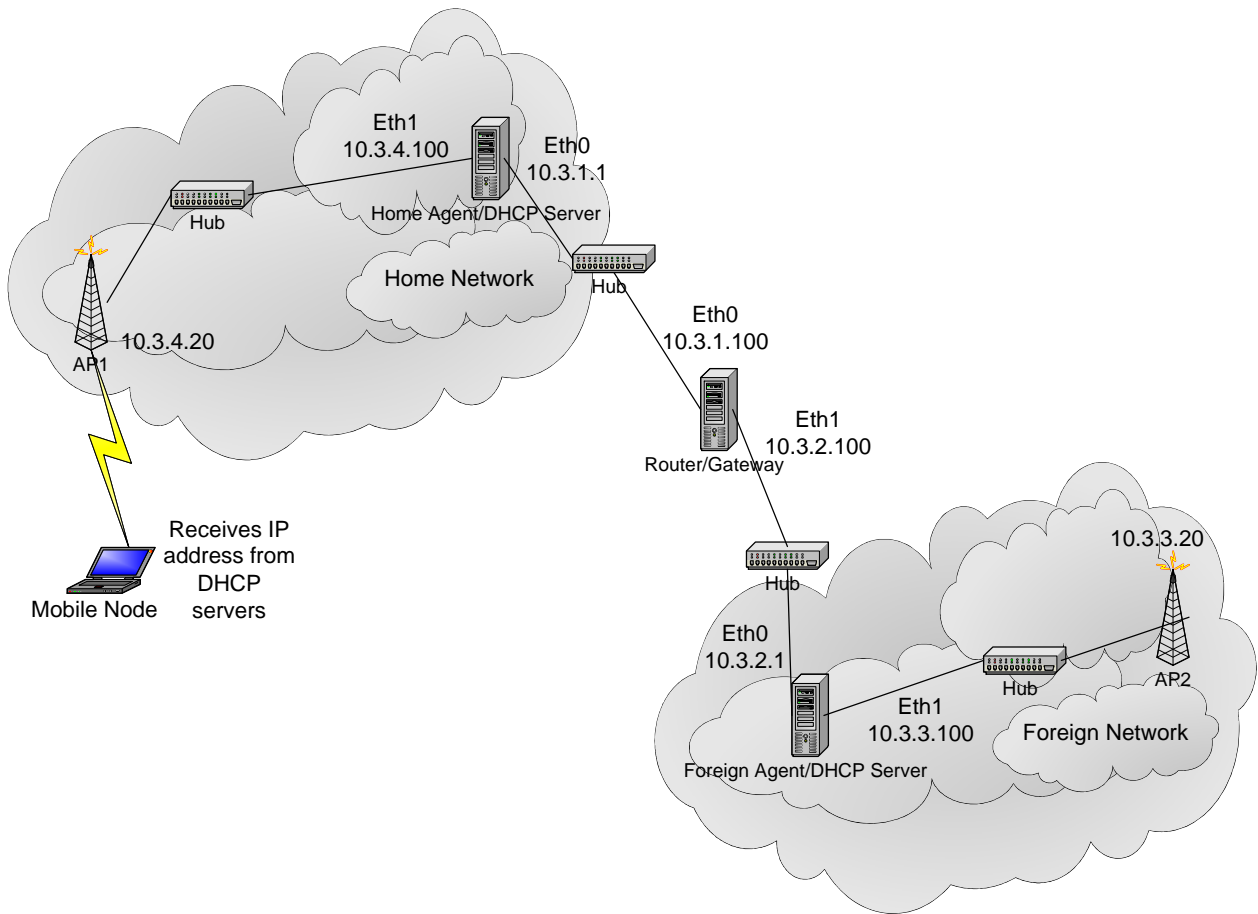 Eth1
10.3.4.100
Eth0
10.3.1.1
Hub
Home Agent/DHCP Server
Home Network
Hub
10.3.4.20
AP1
Eth0
10.3.1.100
Eth1
10.3.2.100
Router/Gateway
Receives IP
address from
DHCP
servers
Mobile Node
Hub
10.3.3.20
Eth0
10.3.2.1
Hub
AP2
Eth1
10.3.3.100
Foreign Network
Foreign Agent/DHCP Server